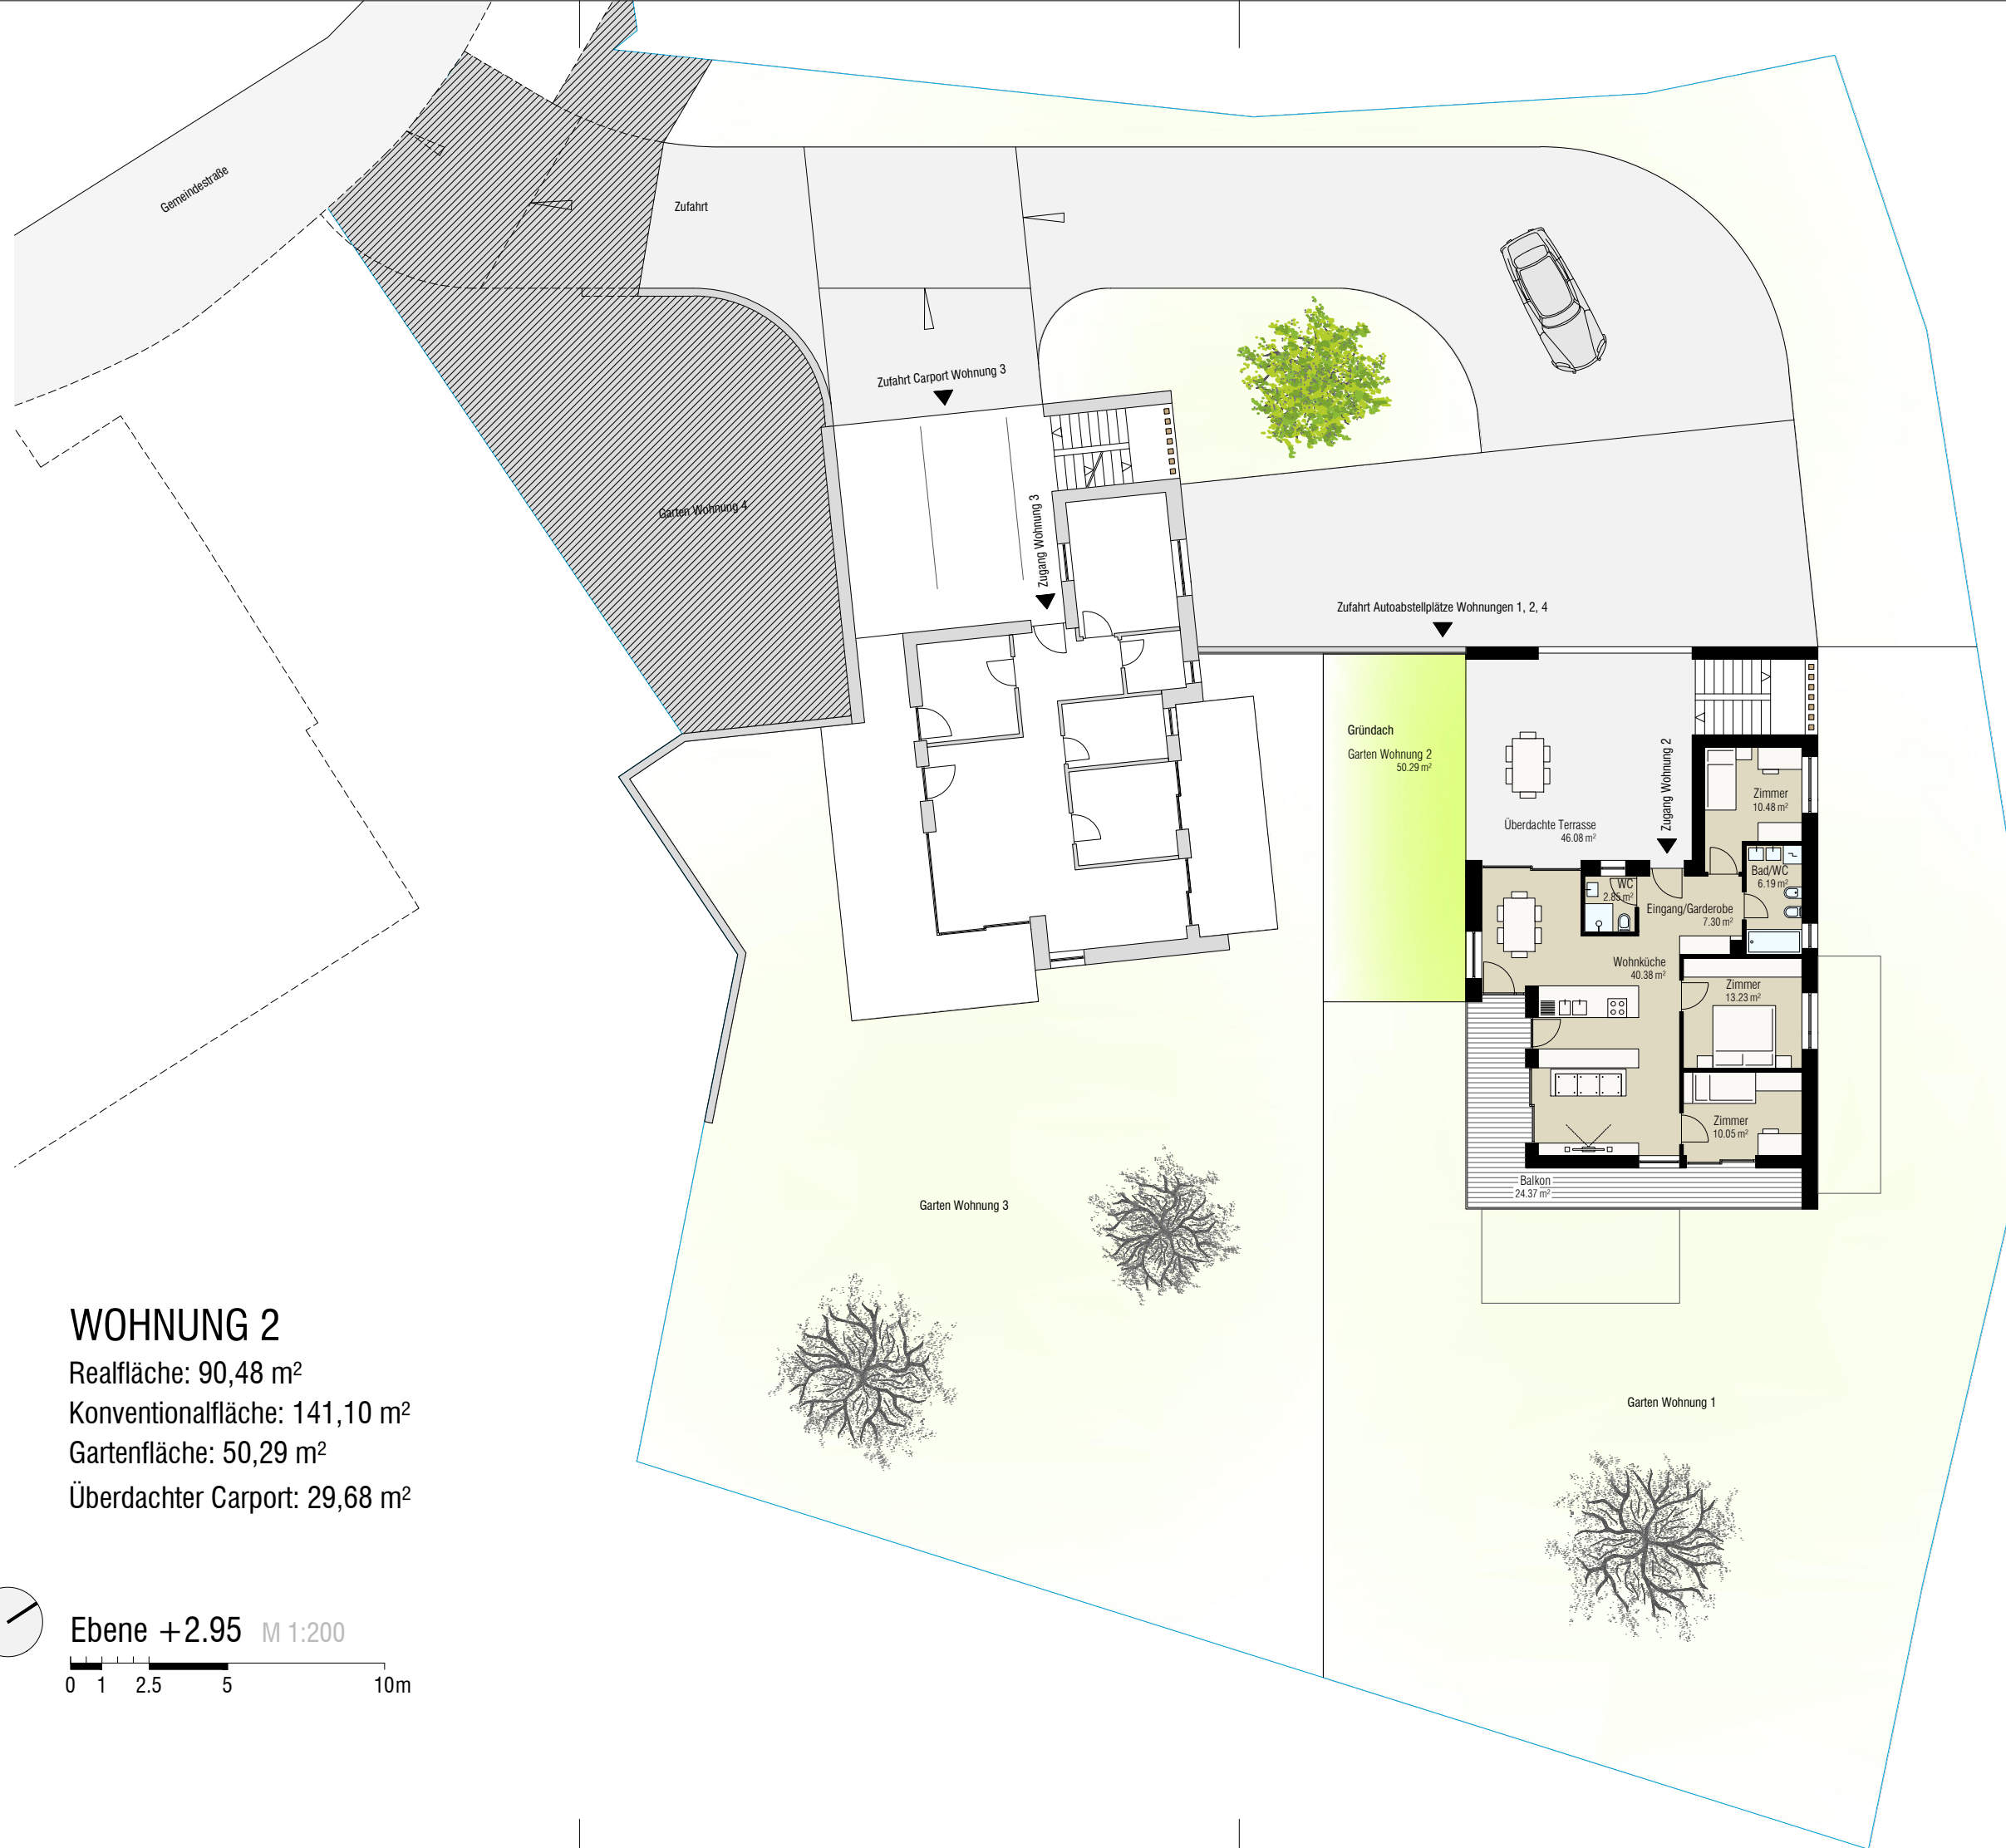 Gemeindestraße
Zufahrt
Zufahrt Carport Wohnung 3
Garten Wohnung 4
Zugang Wohnung 3
Zufahrt Autoabstellplätze Wohnungen 1, 2, 4
Gründach
Garten Wohnung 2
50.29 m²
Überdachte Terrasse
46.08 m²
Zugang Wohnung 2
Zimmer
10.48 m²
Bad/WC
6.19 m²
WC
2.85 m²
Eingang/Garderobe
7.30 m²
Wohnküche
40.38 m²
Zimmer
13.23 m²
Zimmer
10.05 m²
Balkon
24.37 m²
Garten Wohnung 3
Garten Wohnung 1
WOHNUNG 2
Realfläche: 90,48 m²
Konventionalfläche: 141,10 m²
Gartenfläche: 50,29 m²
Überdachter Carport: 29,68 m²
Ebene +2.95 M 1:200
0 1 2.5 5 10m